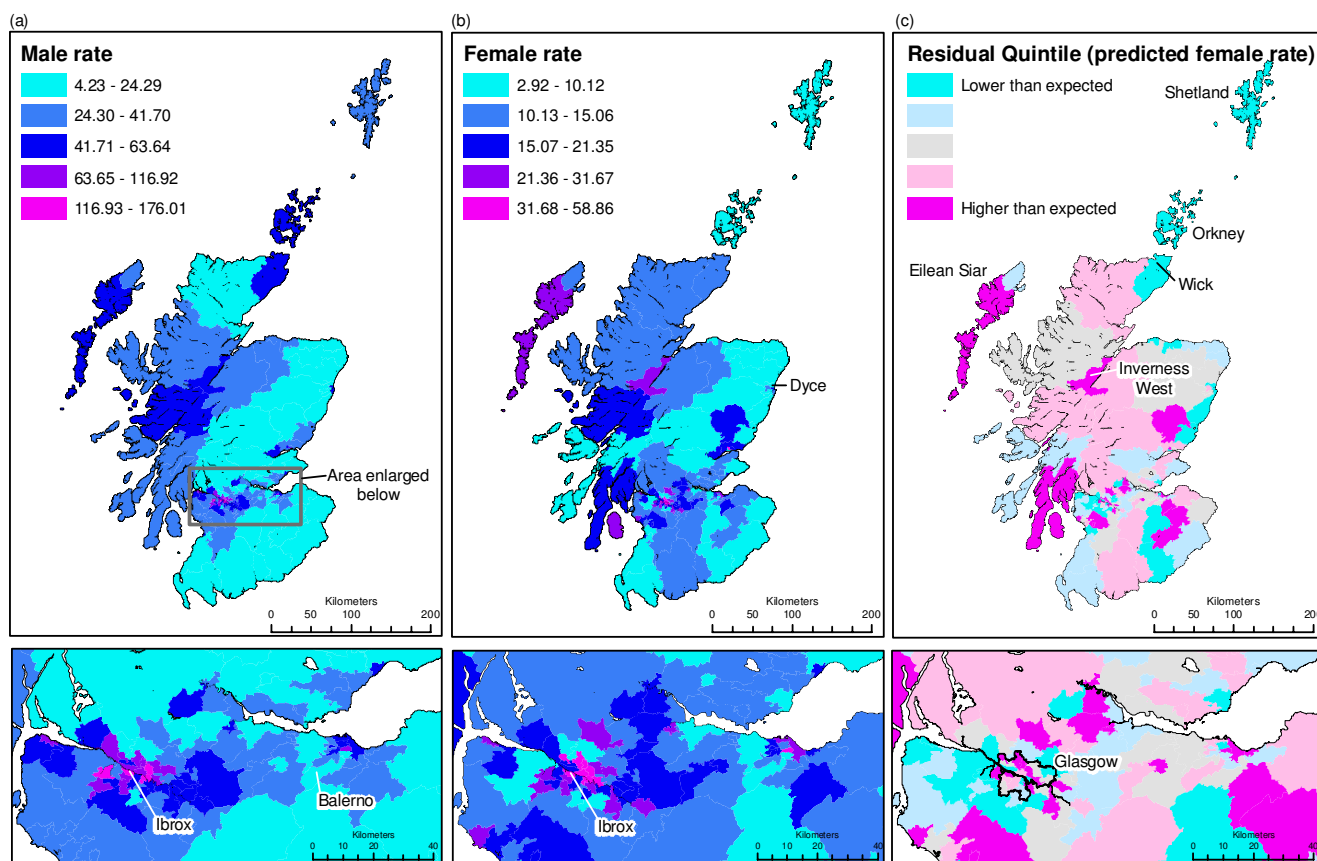 (a)
Male rate
4.23 - 24.29
24.30 - 41.70
41.71 - 63.64
63.65 - 116.92
116.93 - 176.01
Area enlarged
below
Kilometers
0 50 100 200
(b)
Female rate
2.92 - 10.12
10.13 - 15.06
15.07 - 21.35
21.36 - 31.67
31.68 - 58.86
Dyce
Kilometers
0 50 100 200
(c)
Residual Quintile (predicted female rate)
Lower than expected
Higher than expected
Shetland
Orkney
Eilean Siar
Wick
Inverness
West
Kilometers
0 50 100 200
Balerno
Ibrox
Kilometers
0 10 20 40
Ibrox
Kilometers
0 10 20 40
Glasgow
Kilometers
0 10 20 40